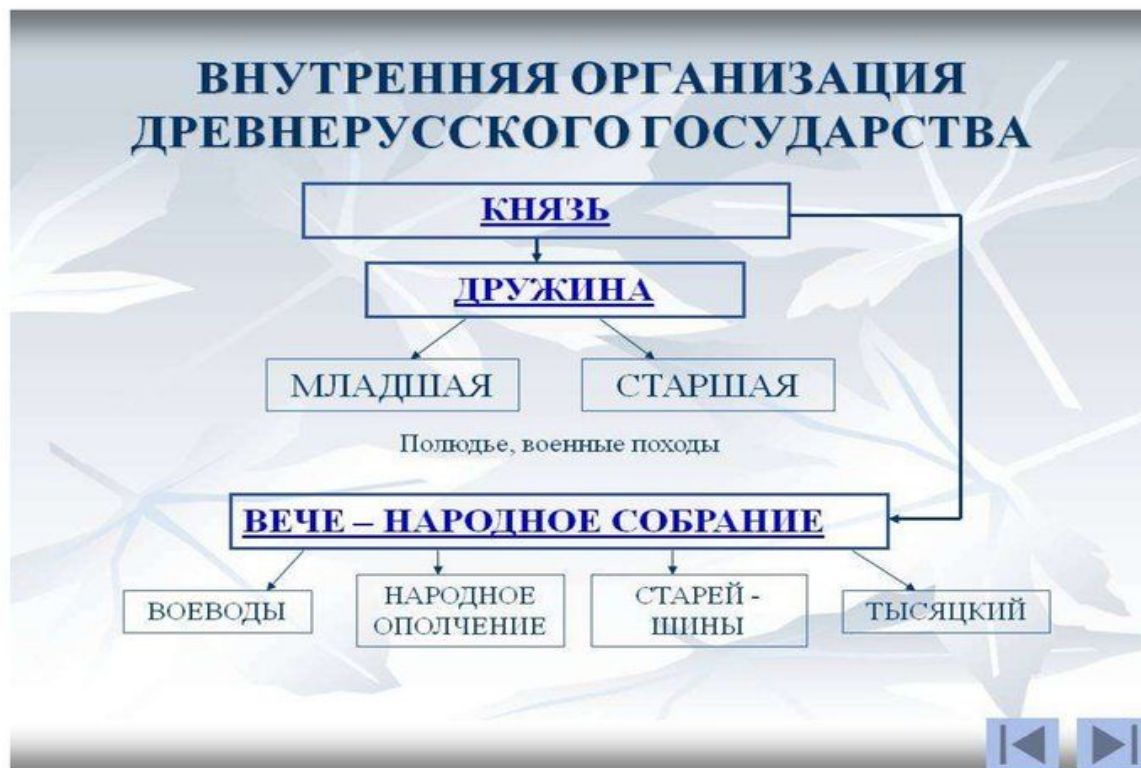 ВНУТРЕННЯЯ ОРГАНИЗАЦИЯ
ДРЕВНЕРУССКОГО ГОСУДАРСТВА
КНЯЗЬ
ДРУЖИНА
МЛАДШАЯ
СТАРШАЯ
Полюдье, военные походы
ВЕЧЕ – НАРОДНОЕ СОБРАНИЕ
ВОЕВОДЫ
НАРОДНОЕ
ОПОЛЧЕНИЕ
СТАРЕЙ -
ШИНЫ
ТЫСЯЦКИЙ